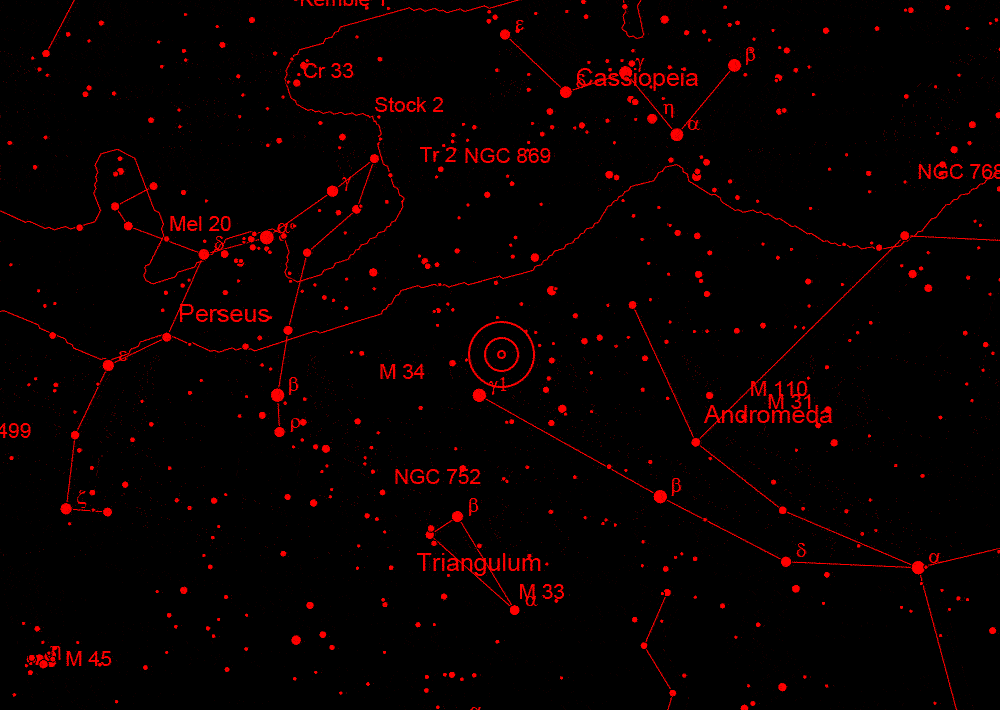 Kemble 1
ε
γ
β
Cr 33
Cassiopeia
δ
Stock 2
η
α
Tr 2
NGC 869
NGC 768
γ
Mel 20
α
δ
Perseus
ε
M 34
β
γ1
M 110
M 31
Andromeda
ρ
499
NGC 752
β
ζ
β
Triangulum
δ
α
M 33
α
η
M 45
α